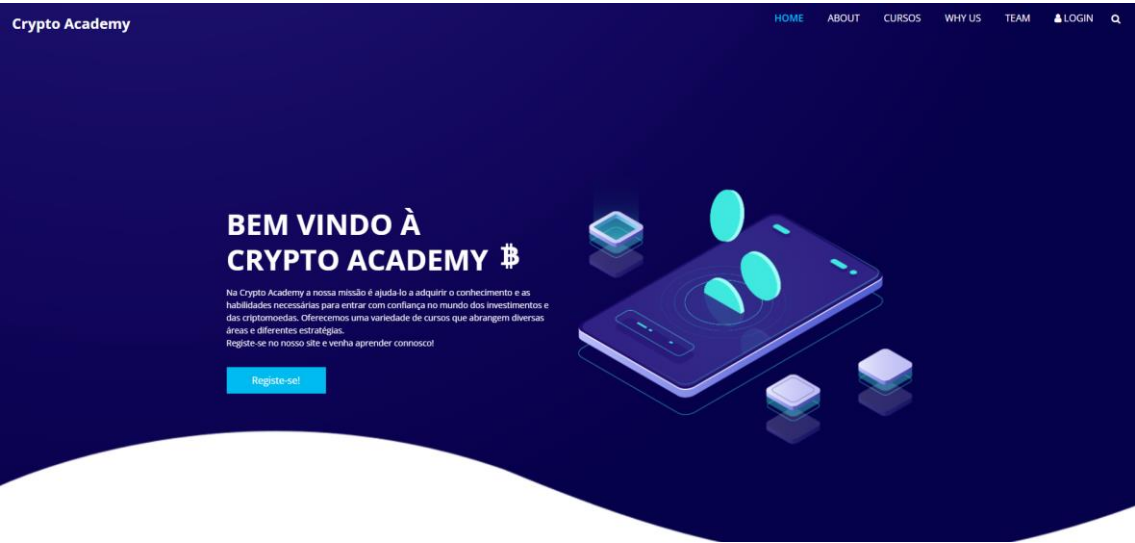 Crypto Academy
HOME ABOUT CURSOS WHY US TEAM LOGIN
BEM VINDO À
CRYPTO ACADEMY
Na Crypto Academy a nossa missão é ajuda-lo a adquirir o conhecimento e as
habilidades necessárias para entrar com confiança no mundo dos investimentos e
das criptomoedas. Oferecemos uma variedade de cursos que abrangem diversas
áreas e diferentes estratégias.
Registe-se no nosso site e venha aprender connosco!
Registe-se!